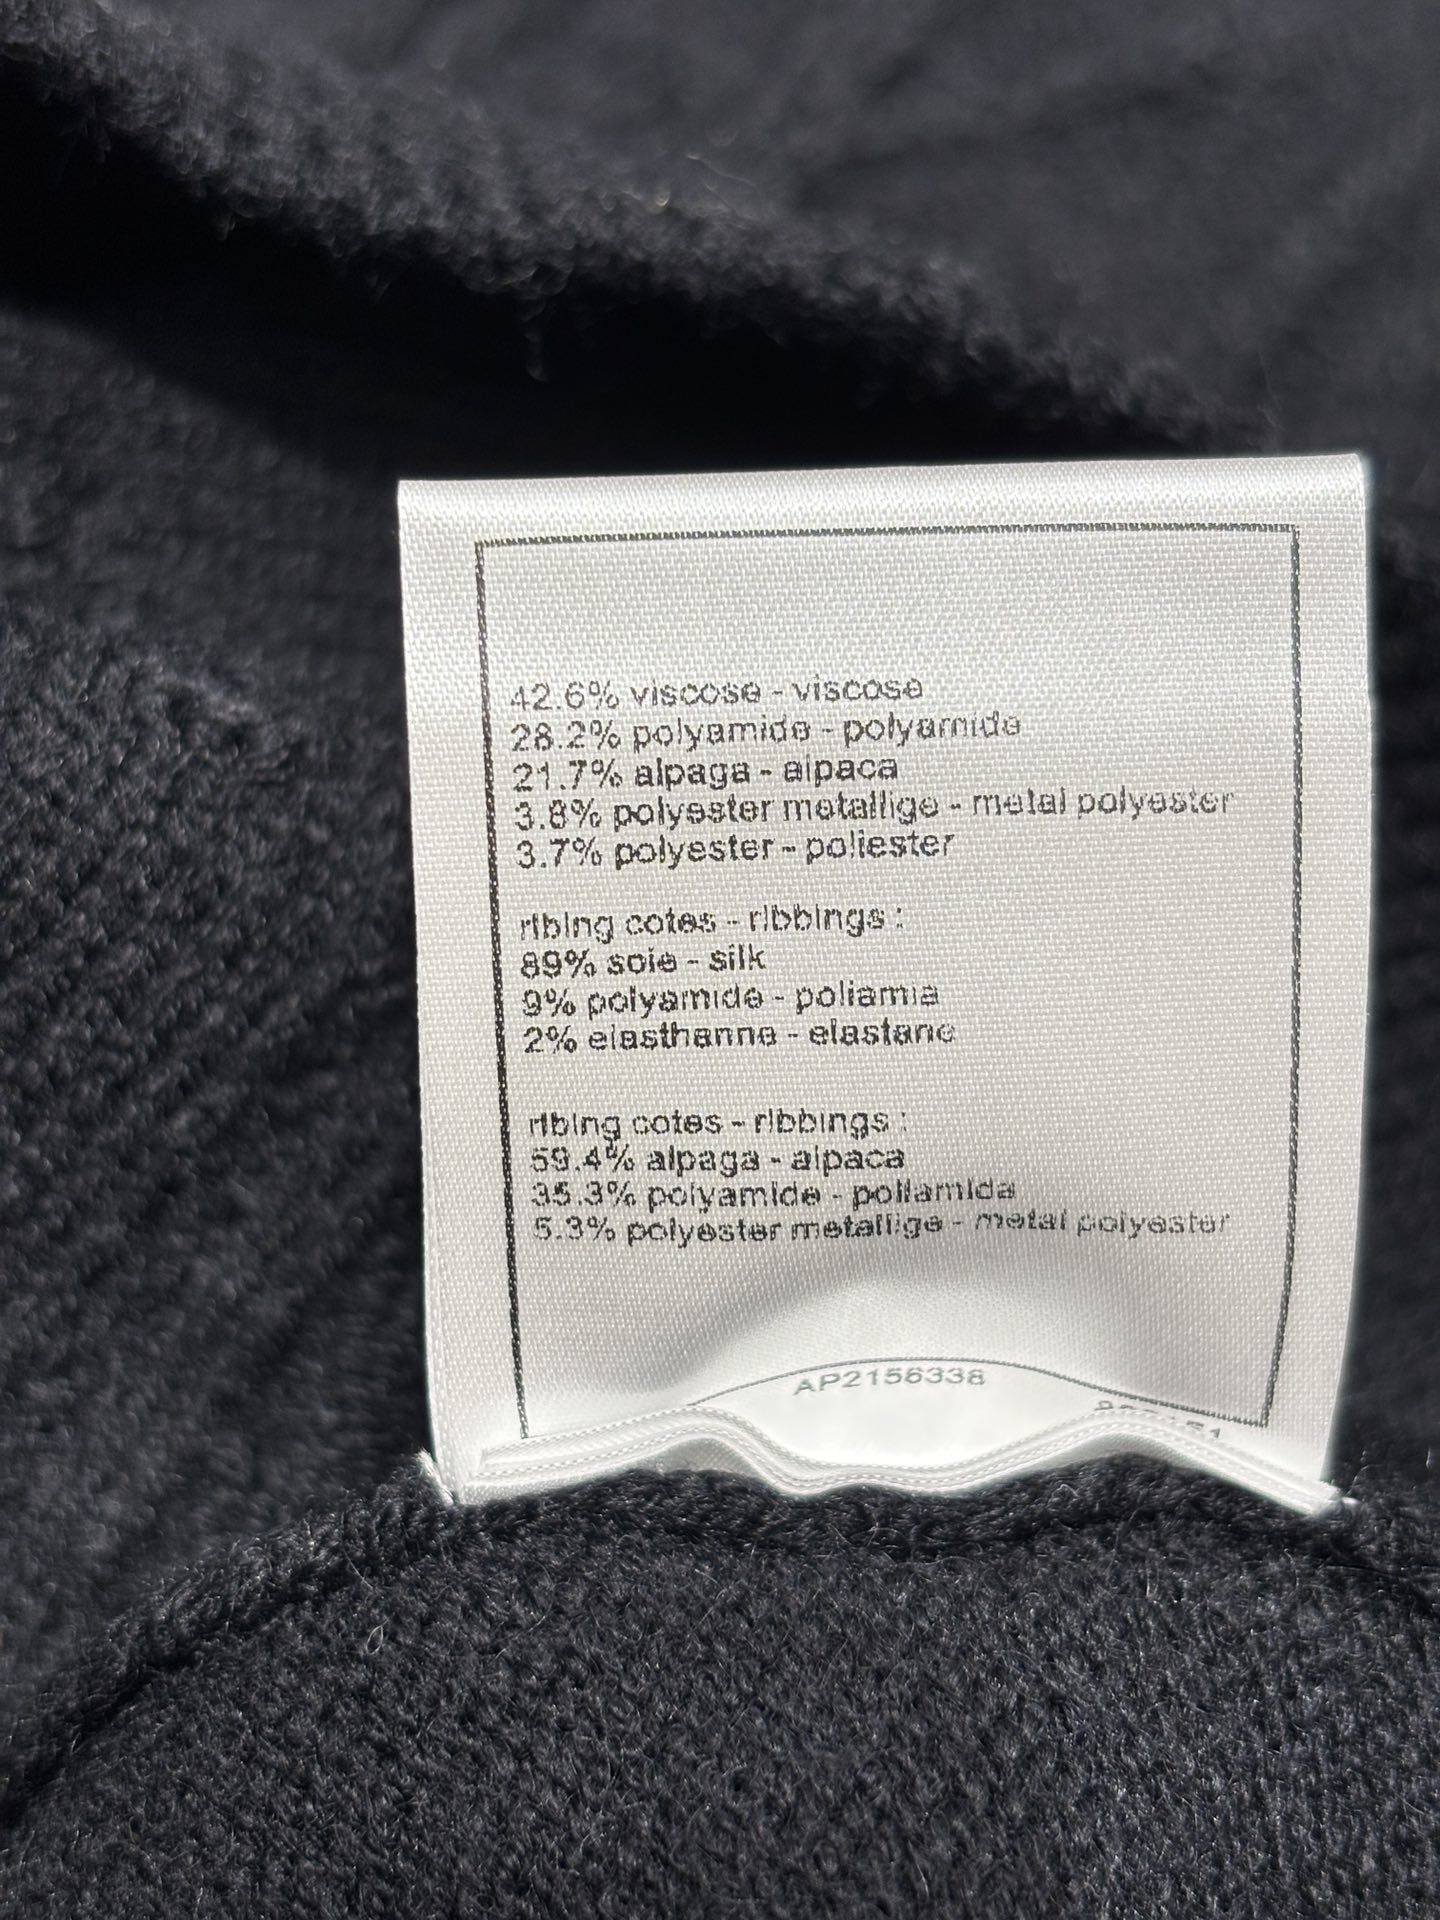 42.6% viscose - viscose
28.2% polyamide - polyamide
21.7% alpaga - alpaca
3.8% polyester metallige - metal polyester
3.7% polyester - poliester
ribing cotes - ribbings :
89% soie - silk
9% polyamide - poliamia
2% elasthanne - elastane
ribing cotes - ribbings :
59.4% alpaga - alpaca
35.3% polyamide - poliamida
5.3% polyester metallige - metal polyester
AP2156338